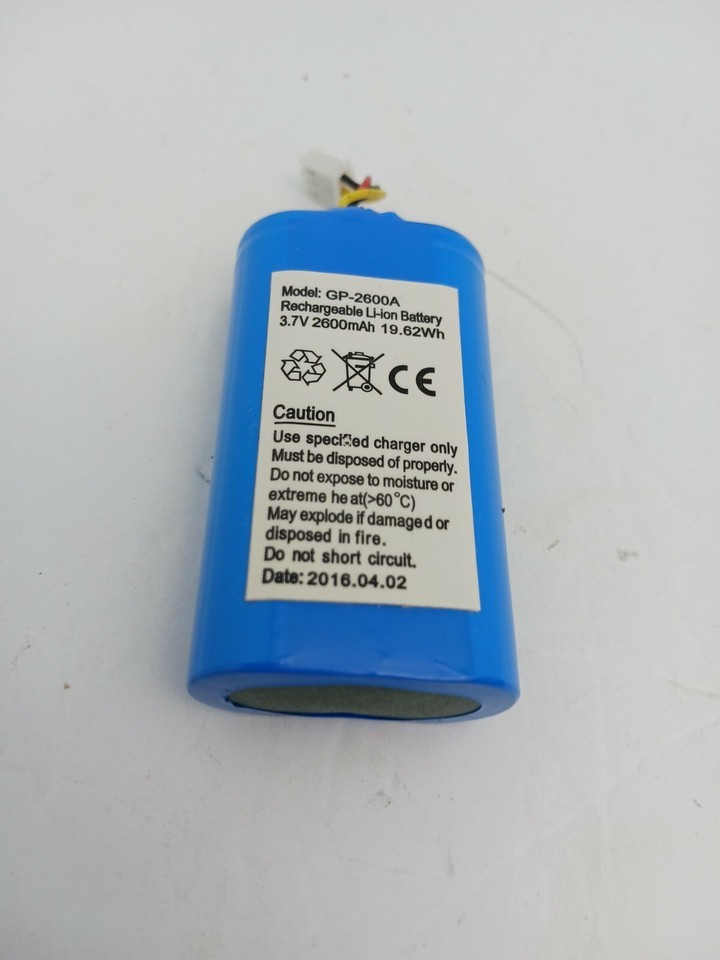 Model: GP-2600A
Rechargeable Li-ion Battery
3.7V 2600mAh 19.62Wh
CE
Caution
Use specified charger only
Must be disposed of properly.
Do not expose to moisture or
extreme heat(>60°C)
May explode if damaged or
disposed in fire.
Do not short circuit.
Date: 2016.04.02